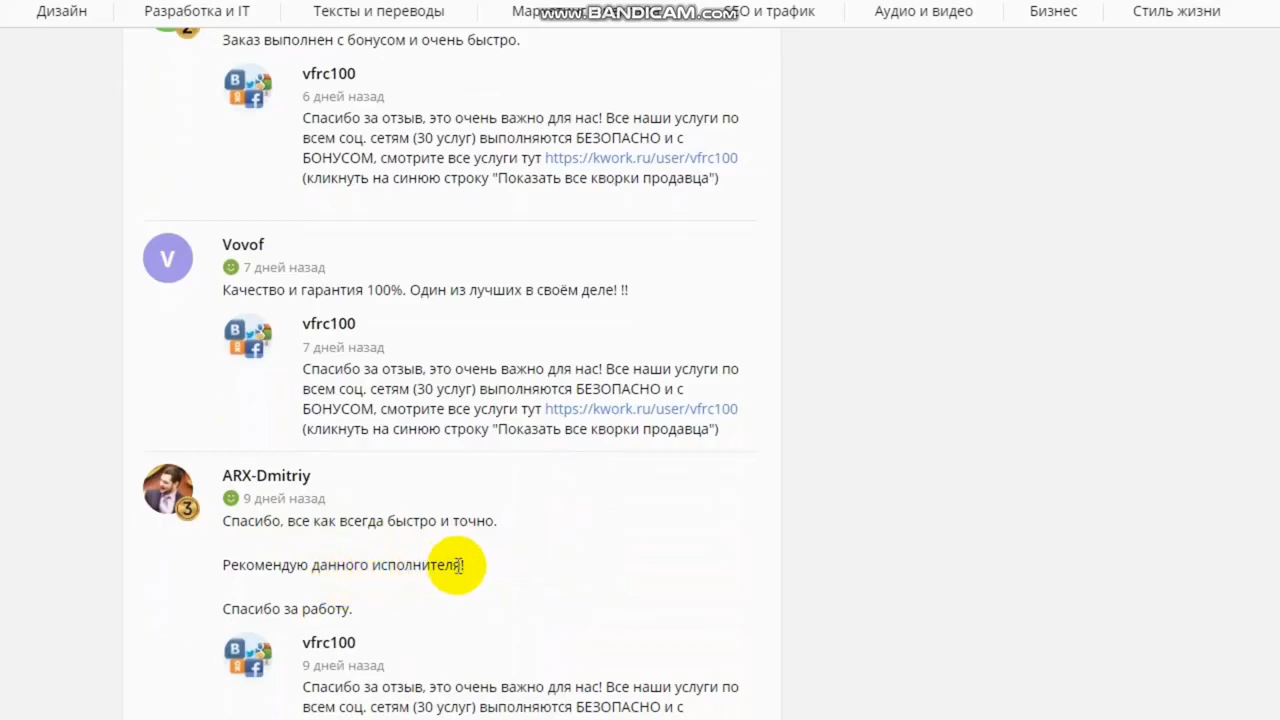 Дизайн
Разработка и IT
Тексты и переводы
www.BANDICAM.com
SEO и трафик
Аудио и видео
Бизнес
Стиль жизни
2
Заказ выполнен с бонусом и очень быстро.
vfrc100
6 дней назад
Спасибо за отзыв, это очень важно для нас! Все наши услуги по
всем соц. сетям (30 услуг) выполняются БЕЗОПАСНО и с
БОНУСОМ, смотрите все услуги тут https://kwork.ru/user/vfrc100
(кликнуть на синюю строку "Показать все кворки продавца")
V
Vovof
7 дней назад
Качество и гарантия 100%. Один из лучших в своём деле! !!
vfrc100
7 дней назад
Спасибо за отзыв, это очень важно для нас! Все наши услуги по
всем соц. сетям (30 услуг) выполняются БЕЗОПАСНО и с
БОНУСОМ, смотрите все услуги тут https://kwork.ru/user/vfrc100
(кликнуть на синюю строку "Показать все кворки продавца")
3
ARX-Dmitriy
9 дней назад
Спасибо, все как всегда быстро и точно.
Рекомендую данного исполнителя!
Спасибо за работу.
vfrc100
9 дней назад
Спасибо за отзыв, это очень важно для нас! Все наши услуги по
всем соц. сетям (30 услуг) выполняются БЕЗОПАСНО и с